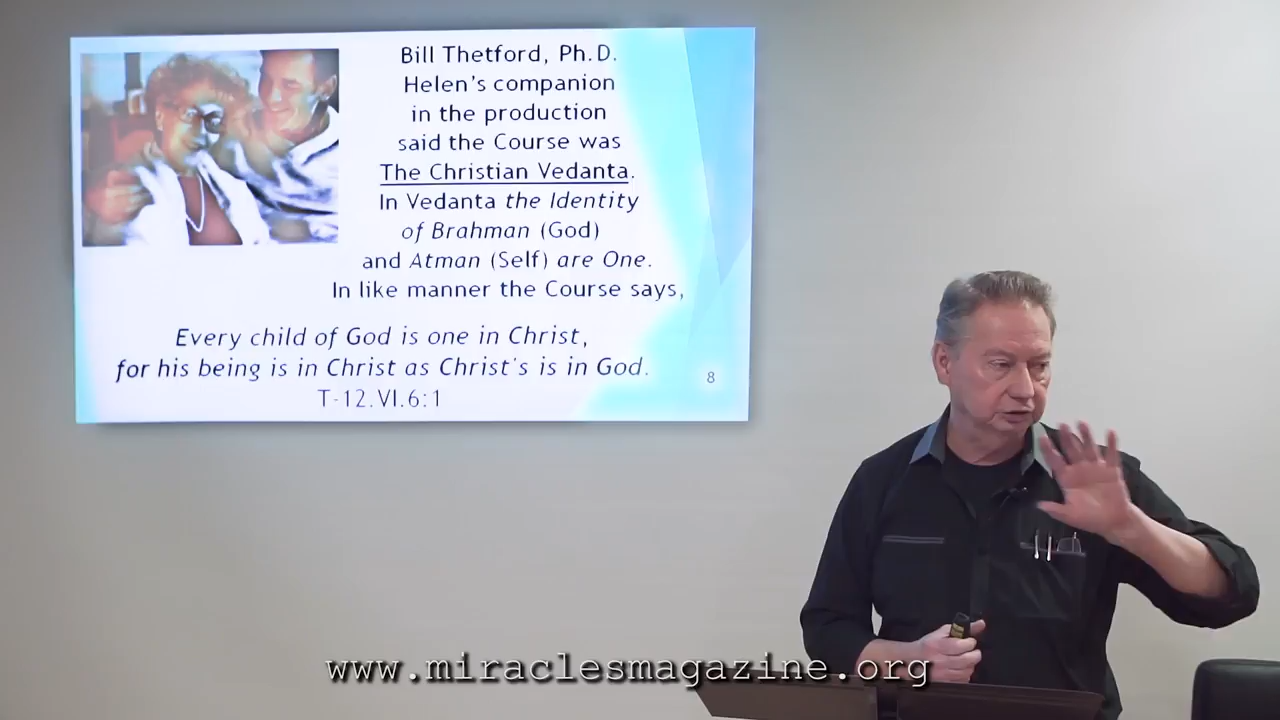 Bill Thetford, Ph.D.
Helen's companion
in the production
said the Course was
The Christian Vedanta.
In Vedanta the Identity
of Brahman (God)
and Atman (Self) are One.
In like manner the Course says,
Every child of God is one in Christ,
for his being is in Christ as Christ's is in God.
T-12.VI.6:1
8
www.miraclesmagazine.org